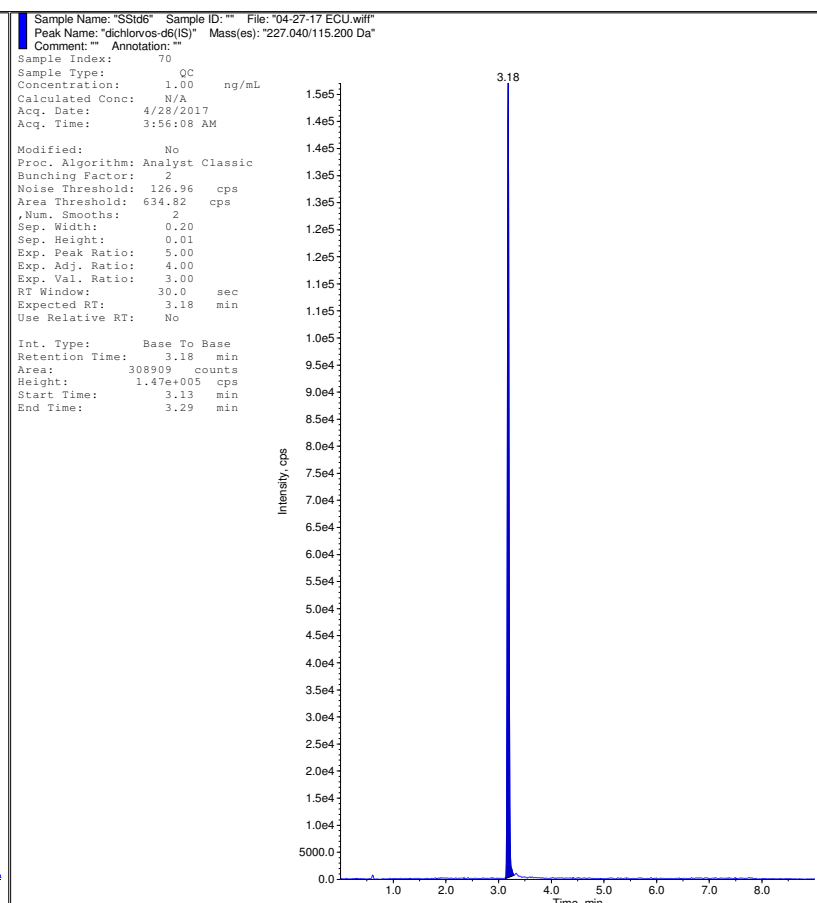 Sample Name: "SStd6" Sample ID: "" File: "04-27-17 ECU.wiff"
Peak Name: "dichlorvos-d6(IS)" Mass(es): "227.040/115.200 Da"
Comment: "" Annotation: ""
Sample Index: 70
Sample Type: QC
Concentration: 1.00 ng/mL
Calculated Conc: N/A
Acq. Date: 4/28/2017
Acq. Time: 3:56:08 AM
Modified: No
Proc. Algorithm: Analyst Classic
Bunching Factor: 2
Noise Threshold: 126.96 cps
Area Threshold: 634.82 cps
,Num. Smooths: 2
Sep. Width: 0.20
Sep. Height: 0.01
Exp. Peak Ratio: 5.00
Exp. Adj. Ratio: 4.00
Exp. Val. Ratio: 3.00
RT Window: 30.0 sec
Expected RT: 3.18 min
Use Relative RT: No
Int. Type: Base To Base
Retention Time: 3.18 min
Area: 308909 counts
Height: 1.47e+005 cps
Start Time: 3.13 min
End Time: 3.29 min
3.18
1.5e5
1.4e5
1.4e5
1.3e5
1.3e5
1.2e5
1.2e5
1.1e5
1.1e5
1.0e5
9.5e4
9.0e4
8.5e4
8.0e4
7.5e4
7.0e4
6.5e4
6.0e4
5.5e4
5.0e4
4.5e4
4.0e4
3.5e4
3.0e4
2.5e4
2.0e4
1.5e4
1.0e4
5000.0
0.0
Intensity, cps
1.0 2.0 3.0 4.0 5.0 6.0 7.0 8.0
Time, min